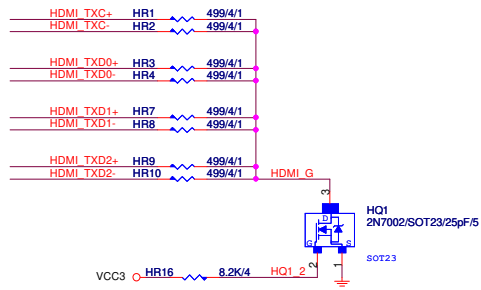 HDMI_TXC+ HR1 499/4/1
HDMI_TXC- HR2 499/4/1
HDMI_TXD0+ HR3 499/4/1
HDMI_TXD0- HR4 499/4/1
HDMI_TXD1+ HR7 499/4/1
HDMI_TXD1- HR8 499/4/1
HDMI_TXD2+ HR9 499/4/1
HDMI_TXD2- HR10 499/4/1 HDMI_G
3
HQ1
D
2N7002/SOT23/25pF/5
G S
SOT23
2 1
VCC3 HR16 8.2K/4 HQ1_2